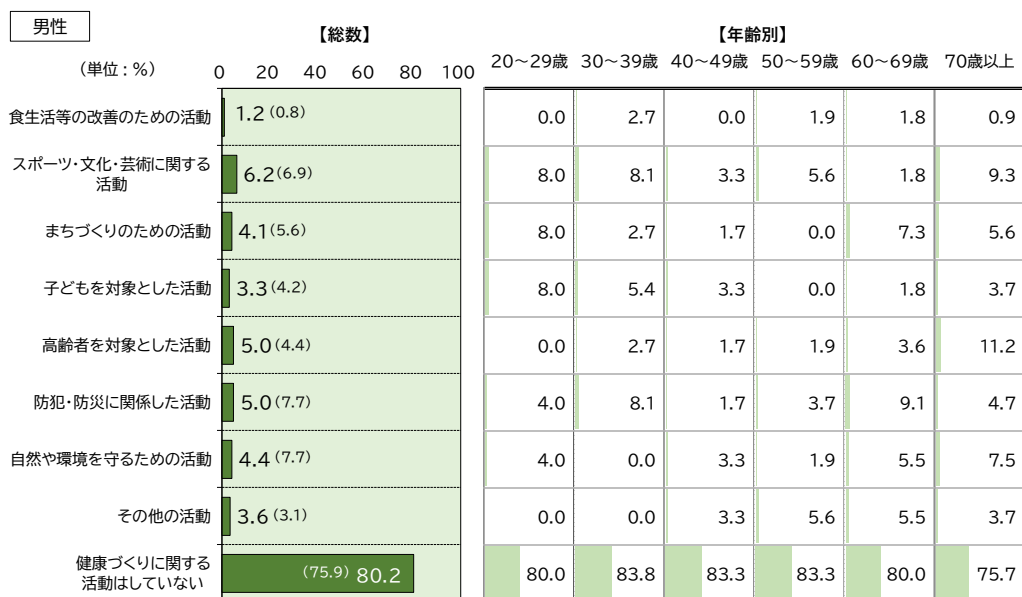 男性
【総数】 【年齢別】
（単位：％） 0 20 40 60 80 100 20～29歳 30～39歳 40～49歳 50～59歳 60～69歳 70歳以上
食生活等の改善のための活動 1.2 (0.8) 0.0 2.7 0.0 1.9 1.8 0.9
スポーツ・文化・芸術に関する
活動 6.2 (6.9) 8.0 8.1 3.3 5.6 1.8 9.3
まちづくりのための活動 4.1 (5.6) 8.0 2.7 1.7 0.0 7.3 5.6
子どもを対象とした活動 3.3 (4.2) 8.0 5.4 3.3 0.0 1.8 3.7
高齢者を対象とした活動 5.0 (4.4) 0.0 2.7 1.7 1.9 3.6 11.2
防犯・防災に関係した活動 5.0 (7.7) 4.0 8.1 1.7 3.7 9.1 4.7
自然や環境を守るための活動 4.4 (7.7) 4.0 0.0 3.3 1.9 5.5 7.5
その他の活動 3.6 (3.1) 0.0 0.0 3.3 5.6 5.5 3.7
健康づくりに関する
活動はしていない (75.9) 80.2 80.0 83.8 83.3 83.3 80.0 75.7